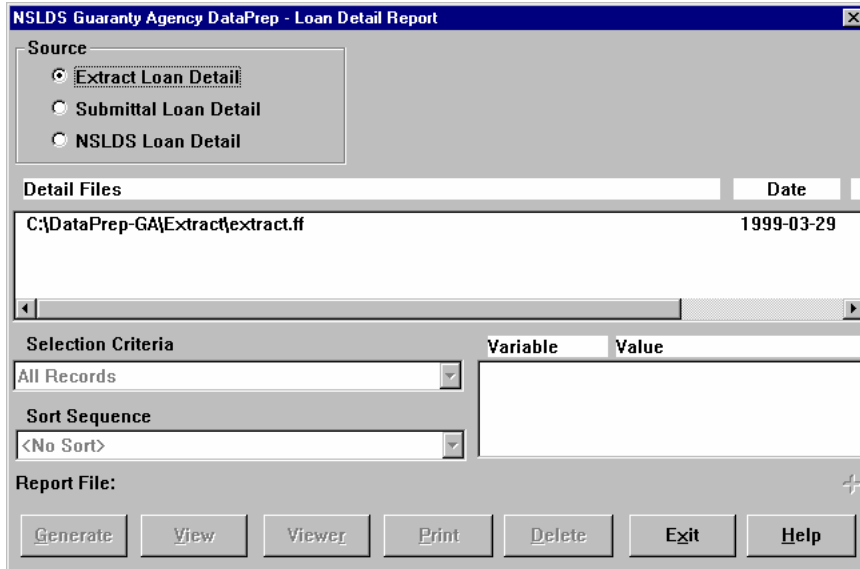 NSLDS Guaranty Agency DataPrep - Loan Detail Report
Source
Extract Loan Detail
Submittal Loan Detail
NSLDS Loan Detail
Detail Files Date
C:\DataPrep-GA\Extract\extract.ff 1999-03-29
Selection Criteria
Variable Value
All Records
Sort Sequence
<No Sort>
Report File:
Generate View Viewer Print Delete Exit Help